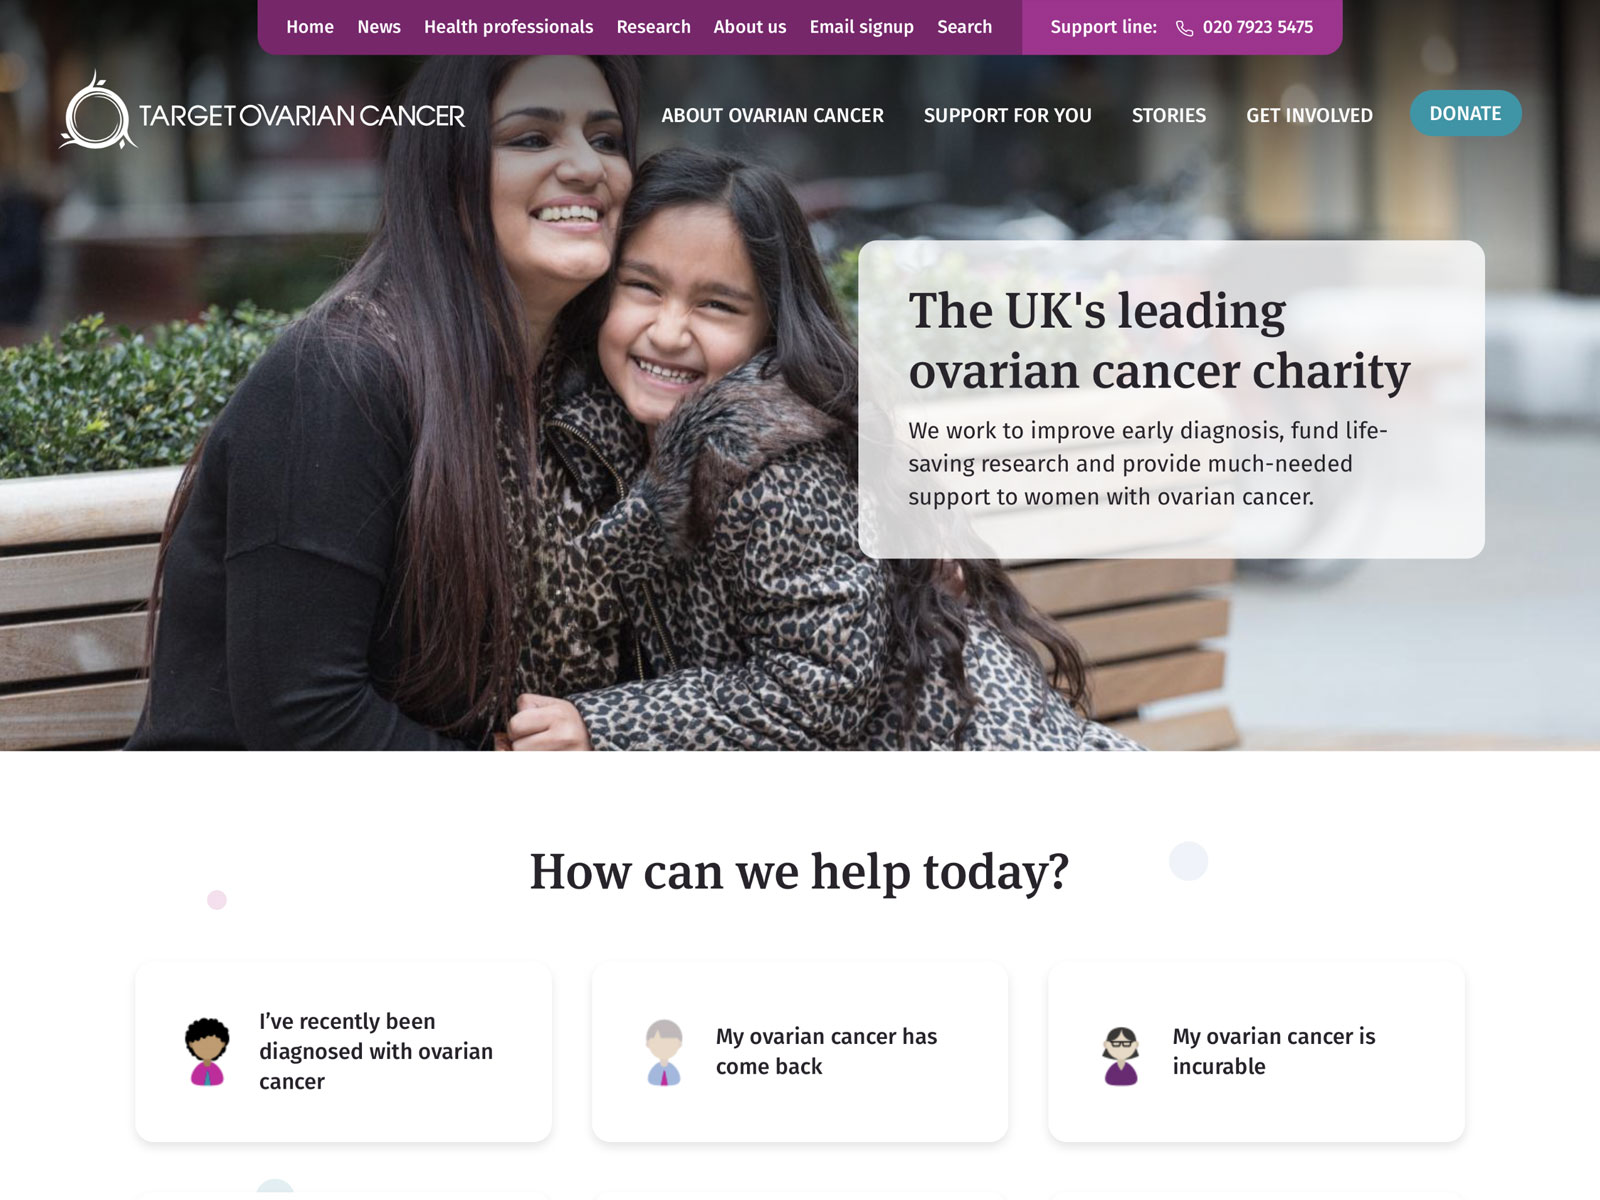 Home News Health professionals Research About us Email signup Search Support line: 020 7923 5475
TARGET OVARIAN CANCER
ABOUT OVARIAN CANCER SUPPORT FOR YOU STORIES GET INVOLVED DONATE
The UK's leading
ovarian cancer charity
We work to improve early diagnosis, fund life-
saving research and provide much-needed
support to women with ovarian cancer.
How can we help today?
I’ve recently been
diagnosed with ovarian
cancer
My ovarian cancer has
come back
My ovarian cancer is
incurable